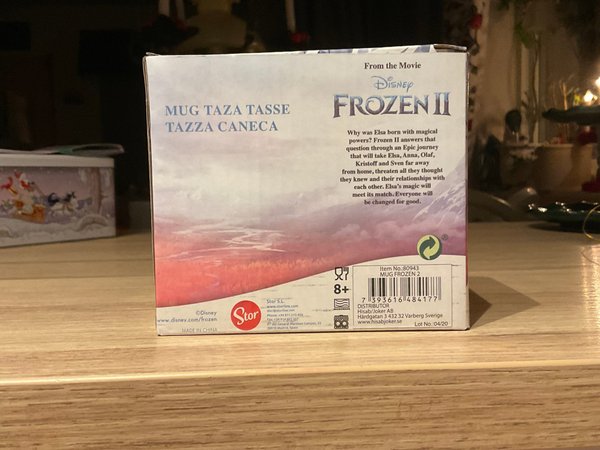 From the Movie
Disney
FROZEN II
MUG TAZA TASSE
TAZZA CANECA
Why was Elsa born with magical
powers? Frozen II answers that
question through an Epic journey
that will take Elsa, Anna, Olaf,
Kristoff and Sven far away
from home, threaten all they thought
they knew and their relationships with
each other. Elsa's magic will
meet its match. Everyone will
be changed for good.
©Disney
www.disney.com/frozen
MADE IN CHINA
Stor
Stor S.L.
www.storline.com
8+
Item No.:80943
MUG FROZEN 2
7 393616 484177
DISTRIBUTOR
Hisab/Joker AB
Härdgatan 3 432 32 Varberg Sverige
www.hisabjoker.se
Lot No.:04/20